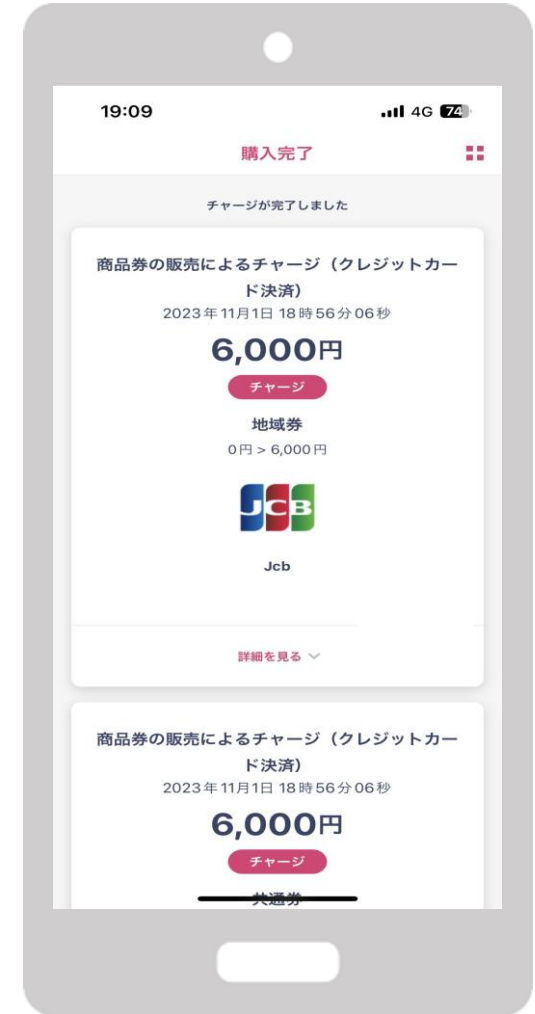 19:09
4G 74
購入完了
チャージが完了しました
商品券の販売によるチャージ（クレジットカー
ド決済）
2023年11月1日 18時56分06秒
6,000円
チャージ
地域券
0円 > 6,000円
JCB
Jcb
詳細を見る
商品券の販売によるチャージ（クレジットカー
ド決済）
2023年11月1日 18時56分06秒
6,000円
チャージ
共通券